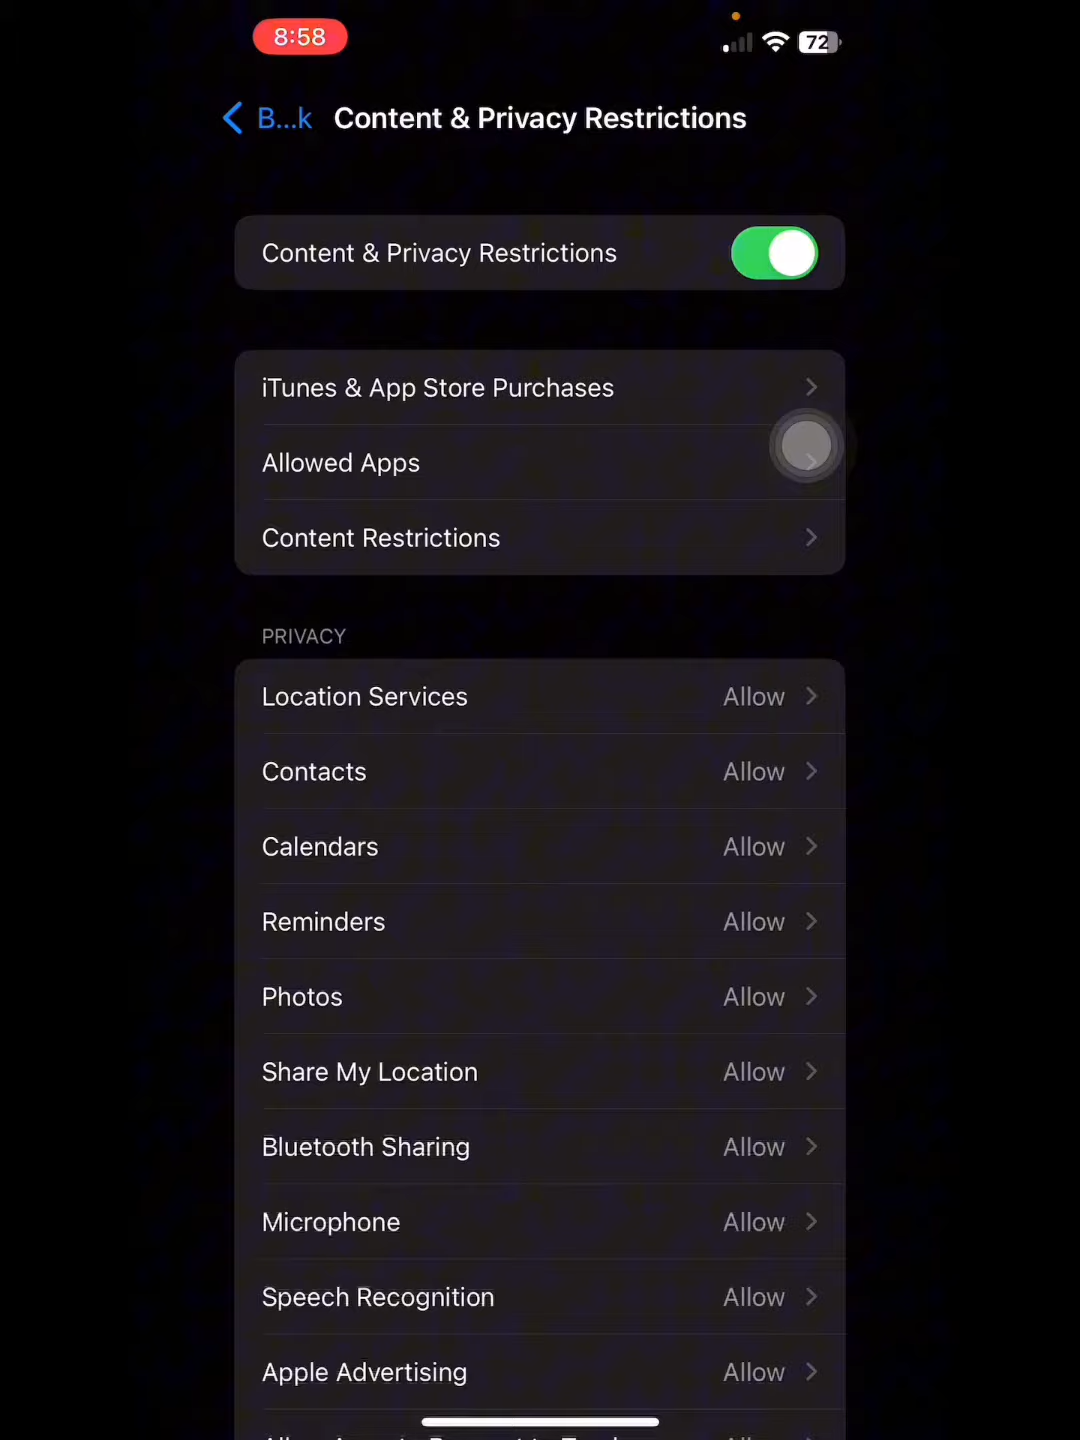 8:58
72
B...k Content & Privacy Restrictions
Content & Privacy Restrictions
iTunes & App Store Purchases
Allowed Apps
Content Restrictions
PRIVACY
Location Services Allow
Contacts Allow
Calendars Allow
Reminders Allow
Photos Allow
Share My Location Allow
Bluetooth Sharing Allow
Microphone Allow
Speech Recognition Allow
Apple Advertising Allow